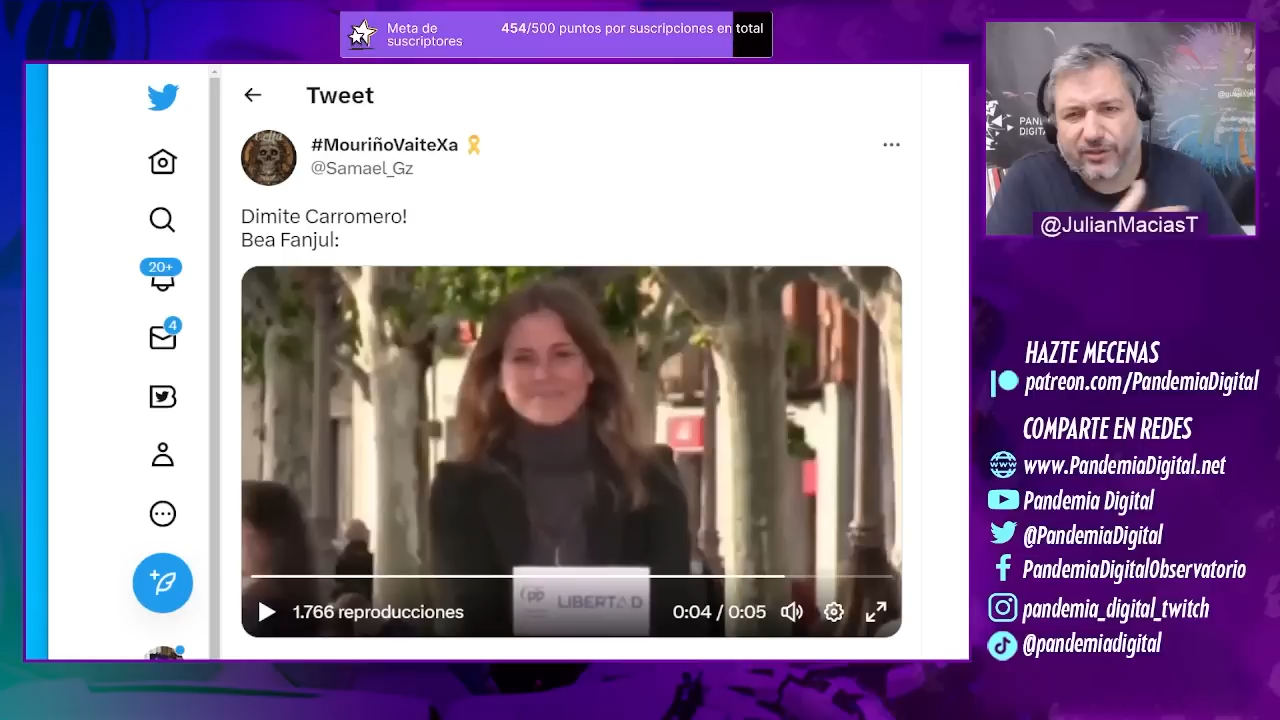 Meta de
suscriptores
454/500 puntos por suscripciones en total
Tweet
#MouriñoVaiteXa
@Samael_Gz
Dimite Carromero!
Bea Fanjul:
20+
4
pp
LIBERTAD
1.766 reproducciones
0:04 / 0:05
@JulianMaciasT
HAZTE MECENAS
patreon.com/PandemiaDigital
COMPARTE EN REDES
www.PandemiaDigital.net
Pandemia Digital
@PandemiaDigital
PandemiaDigitalObservatorio
pandemia_digital_twitch
@pandemiadigital